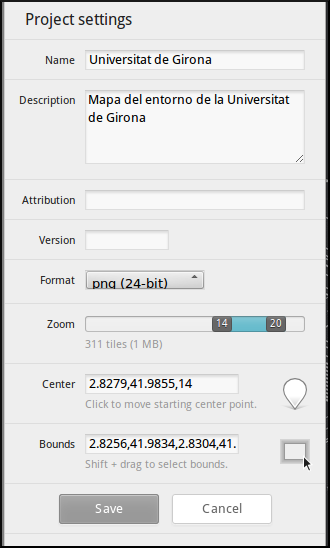 Project settings
Name Universitat de Girona
Description Mapa del entorno de la Universitat
de Girona
Attribution
Version
Format png (24-bit)
Zoom 14 20
311 tiles (1 MB)
Center 2.8279,41.9855,14
Click to move starting center point.
Bounds 2.8256,41.9834,2.8304,41.
Shift + drag to select bounds.
Save Cancel